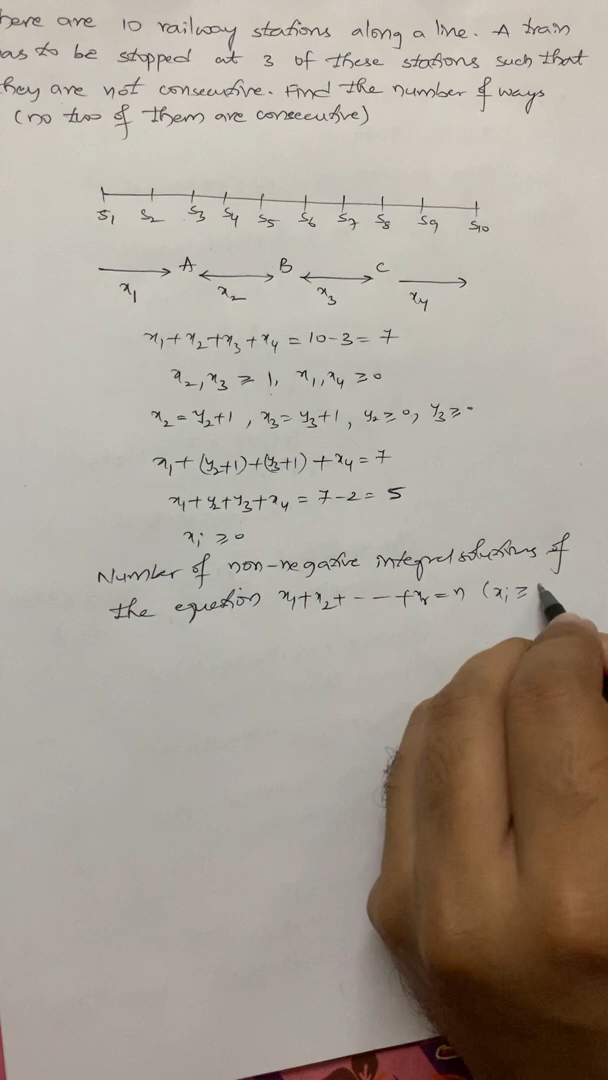 here are 10 railway stations along a line. A train
as to be stopped at 3 of these stations such that
they are not consecutive. Find the number of ways
(no two of them are consecutive)
S1 S2 S3 S4 S5 S6 S7 S8 S9 S10
A B C
x1 x2 x3 x4
x1+x2+x3+x4 = 10-3 = 7
x2, x3 ≥ 1, x1, x4 ≥ 0
x2 = y2+1, x3 = y3+1, y2 ≥ 0, y3 ≥ 0
x1+(y2+1)+(y3+1)+x4 = 7
x1+y2+y3+x4 = 7-2 = 5
xi ≥ 0
Number of non-negative integral solutions of
the equation x1+x2+---+xr = n (xi ≥